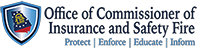 Office of Commissioner of
Insurance and Safety Fire
Protect | Enforce | Educate | Inform